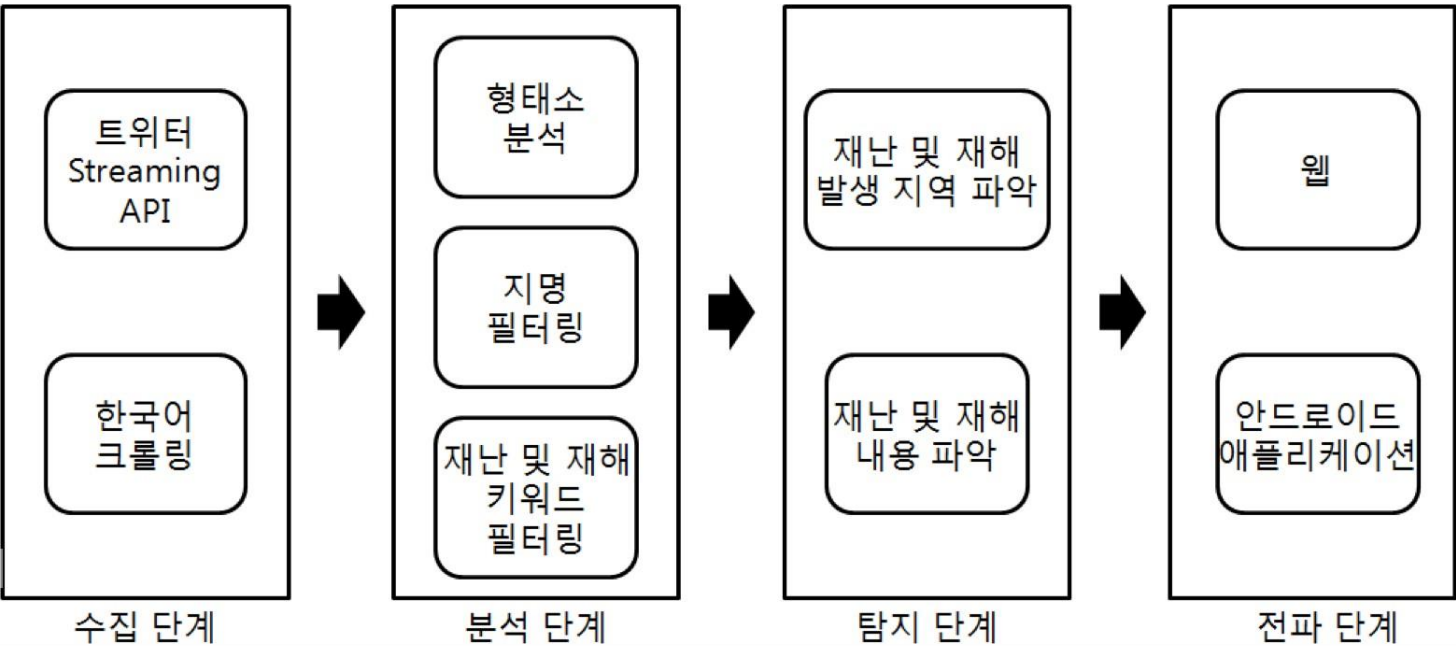 트위터
Streaming
API
한국어
크롤링
수집 단계
형태소
분석
지명
필터링
재난 및 재해
키워드
필터링
분석 단계
재난 및 재해
발생 지역 파악
재난 및 재해
내용 파악
탐지 단계
웹
안드로이드
애플리케이션
전파 단계